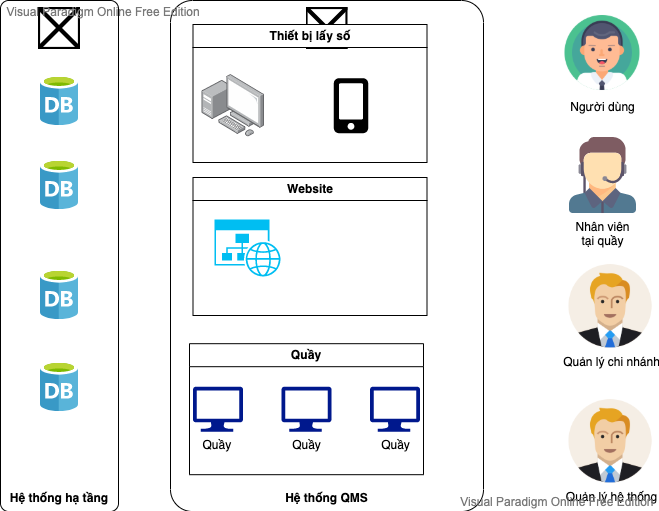 Visual Paradigm Online Free Edition
Thiết bị lấy số
DB
DB
DB
DB
Website
Quầy
Quầy
Quầy
Quầy
Hệ thống hạ tầng
Hệ thống QMS
Người dùng
Nhân viên
tại quầy
Quản lý chi nhánh
Quản lý hệ thống
Visual Paradigm Online Free Edition